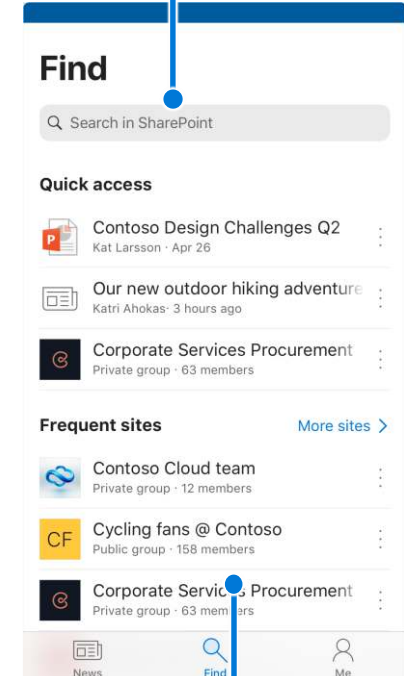 Find
Search in SharePoint
Quick access
Contoso Design Challenges Q2
Kat Larsson · Apr 26
Our new outdoor hiking adventure
Katri Ahokas· 3 hours ago
Corporate Services Procurement
Private group · 63 members
Frequent sites
More sites >
Contoso Cloud team
Private group · 12 members
CF
Cycling fans @ Contoso
Public group · 158 members
Corporate Services Procurement
Private group · 63 members
News
Find
Me